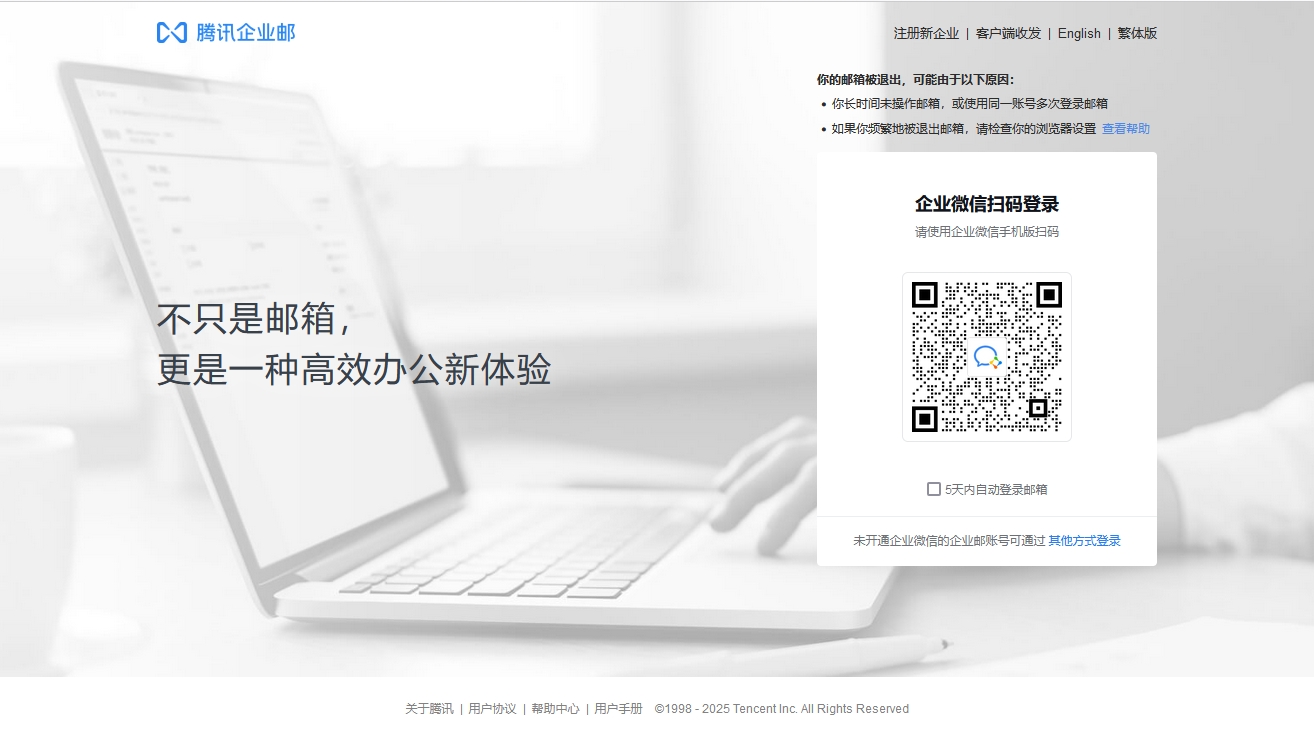 腾讯企业邮
注册新企业 | 客户端收发 | English | 繁体版
你的邮箱被退出，可能由于以下原因：
• 你长时间未操作邮箱，或使用同一账号多次登录邮箱
• 如果你频繁地被退出邮箱，请检查你的浏览器设置 查看帮助
企业微信扫码登录
请使用企业微信手机版扫码
不只是邮箱，
更是一种高效办公新体验
5天内自动登录邮箱
未开通企业微信的企业邮账号可通过 其他方式登录
关于腾讯 | 用户协议 | 帮助中心 | 用户手册 ©1998 - 2025 Tencent Inc. All Rights Reserved